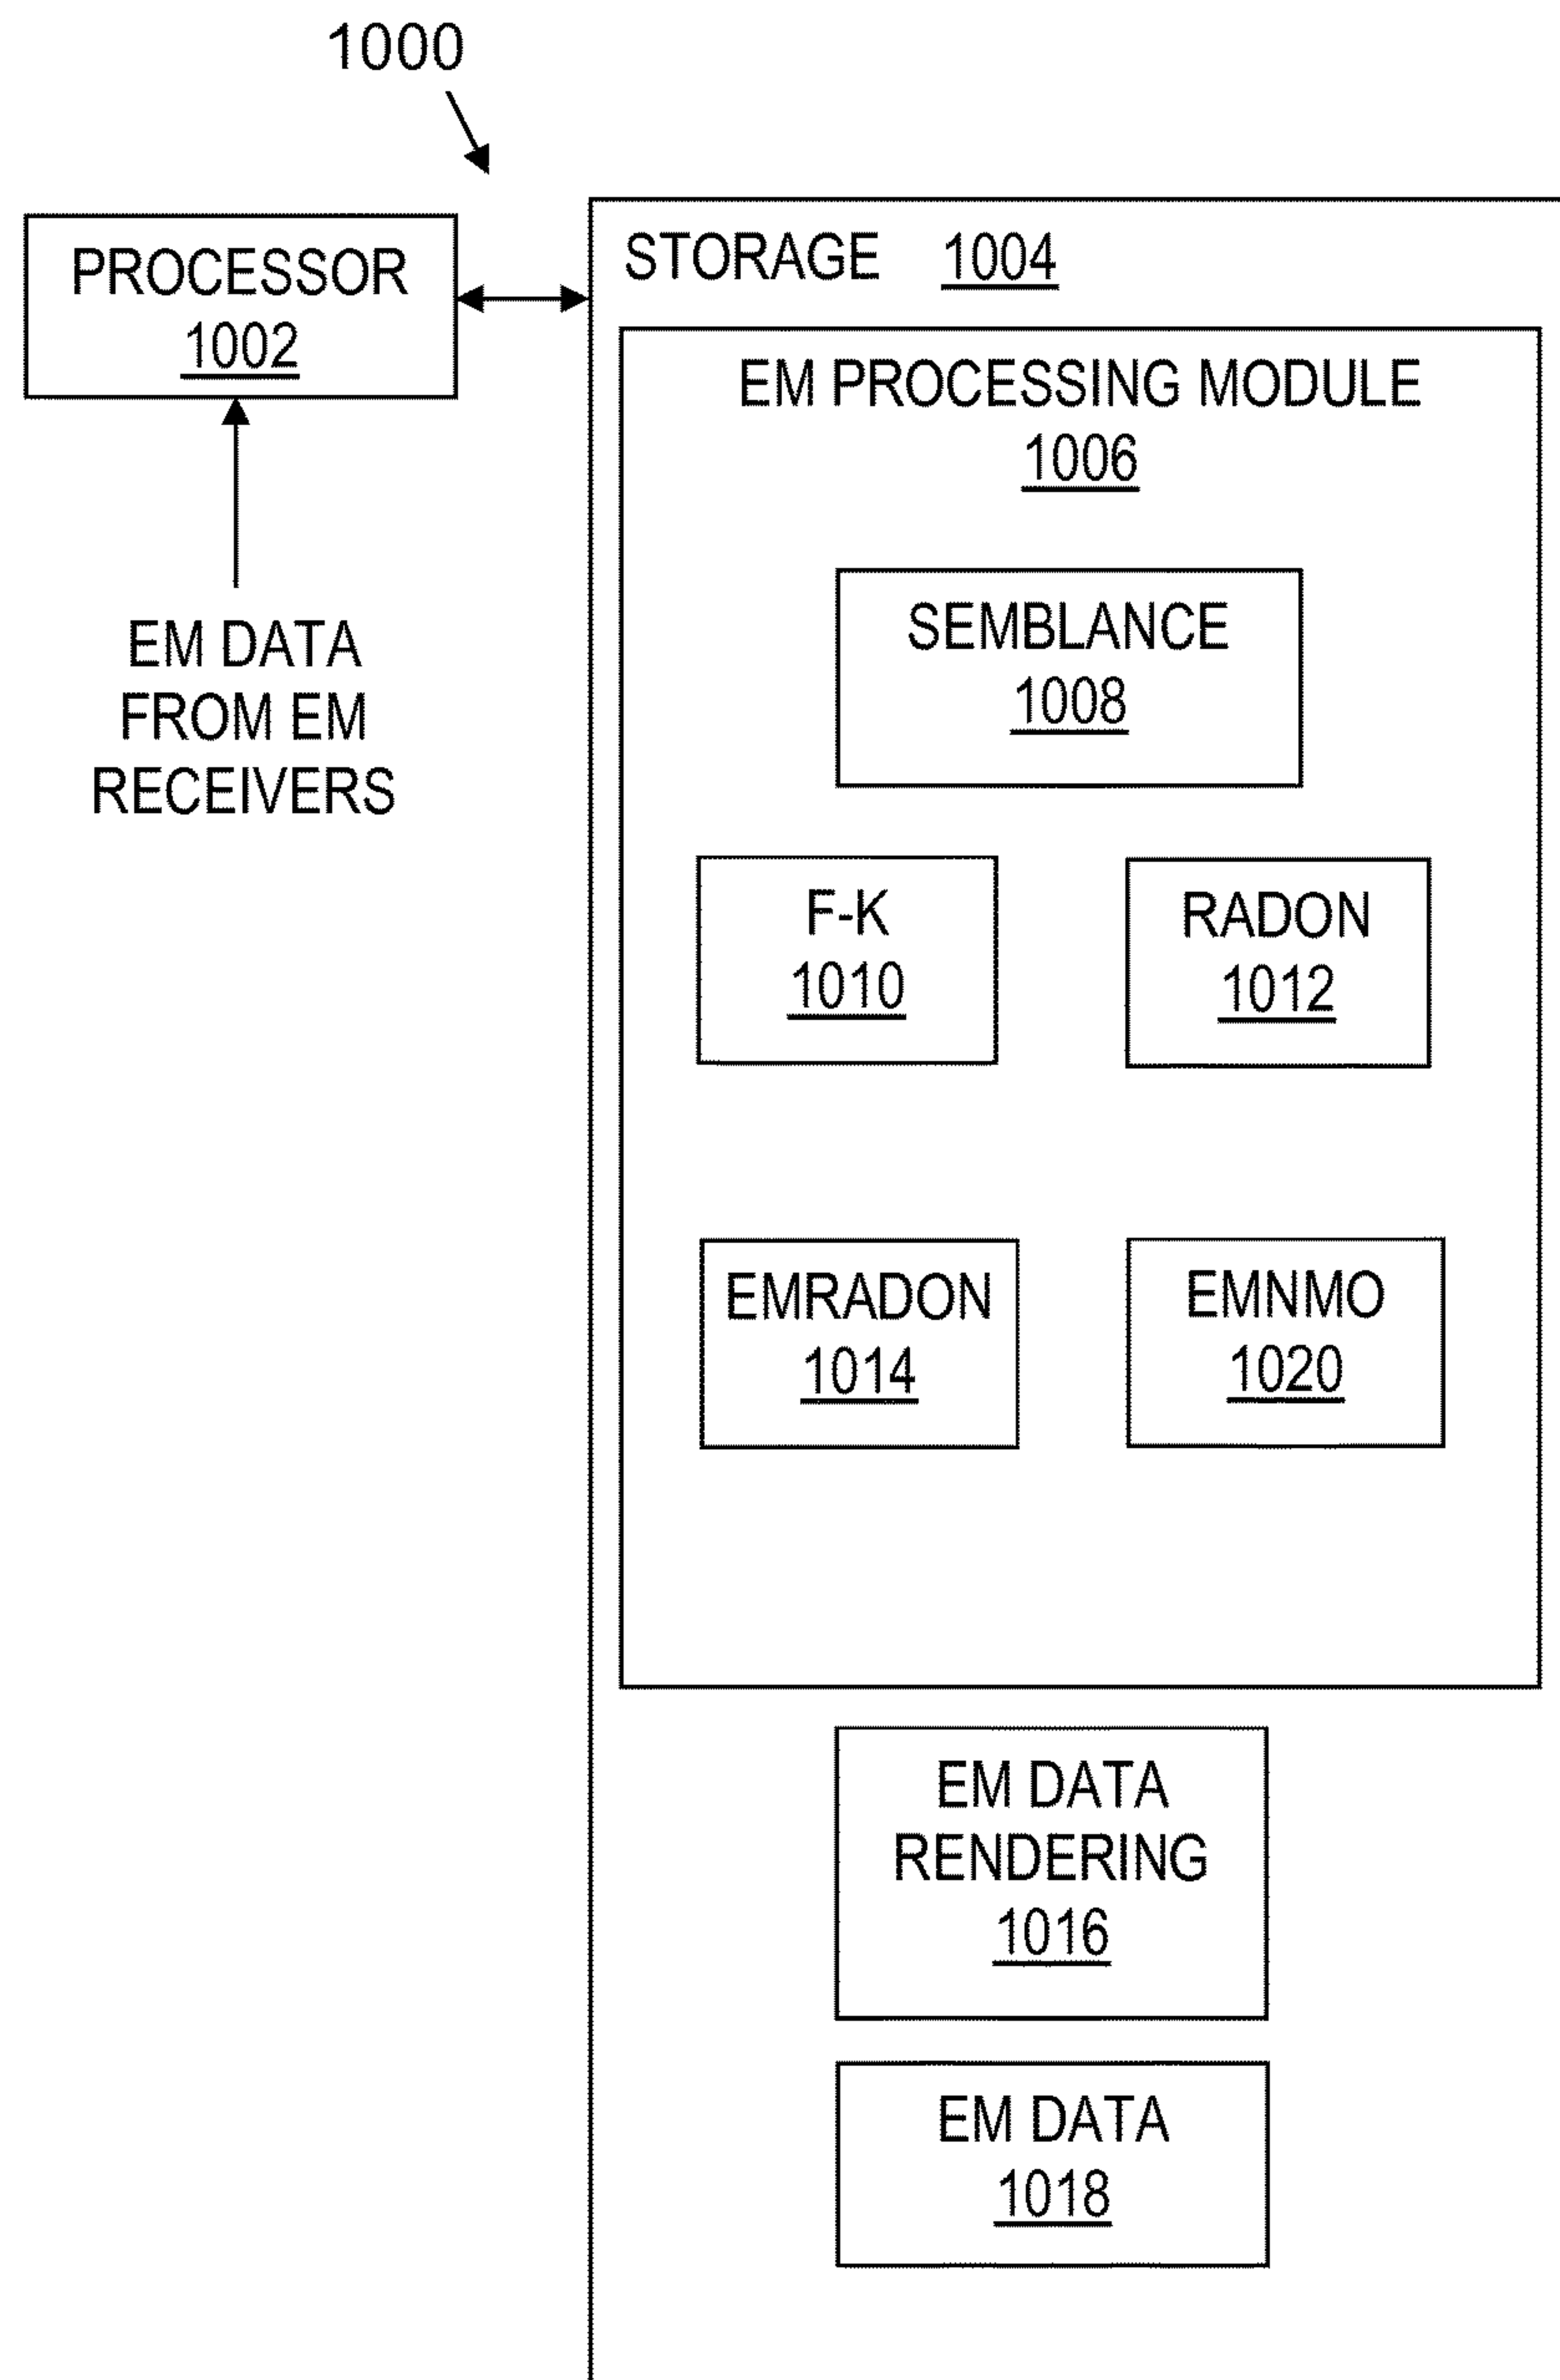 1000
PROCESSOR
1002
STORAGE 1004
EM DATA
FROM EM
RECEIVERS
EM PROCESSING MODULE
1006
SEMBLANCE
1008
F-K
1010
RADON
1012
EMRADON
1014
EMNMO
1020
EM DATA
RENDERING
1016
EM DATA
1018